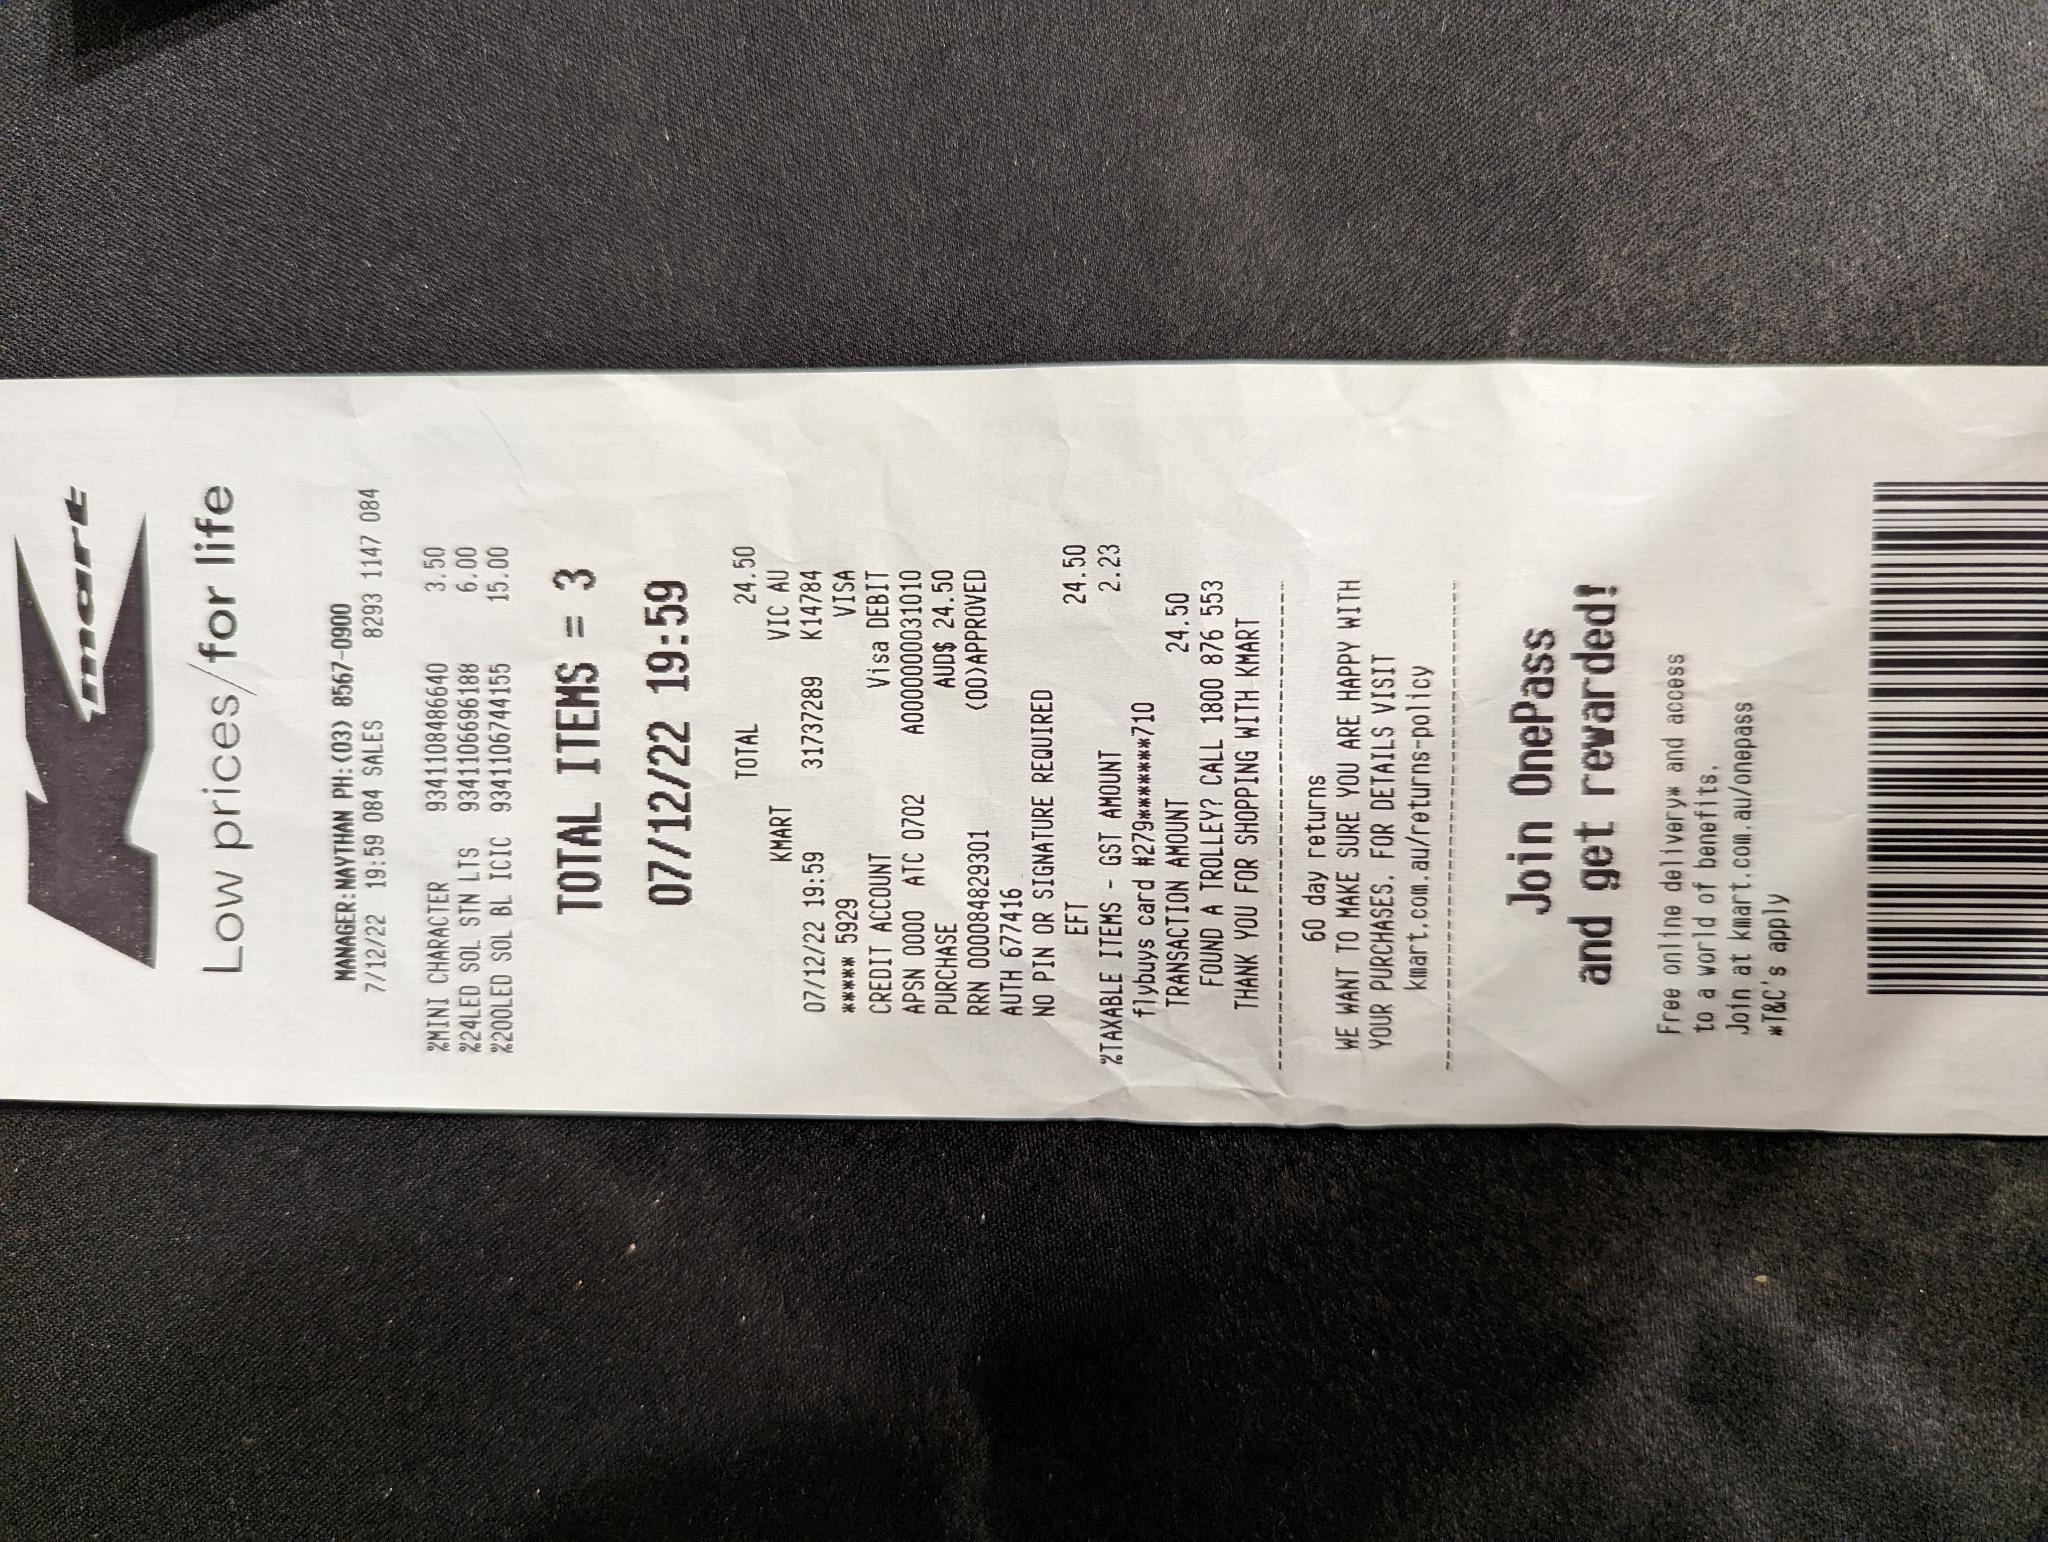 Kmart
Low prices/for life
MANAGER:MAYTHAN PH:(03) 8567-0900
7/12/22 19:59 084 SALES 8293 1147 084
%MINI CHARACTER 9341108486640 3.50
%24LED SOL STN LTS 9341106696188 6.00
%200LED SOL BL ICIC 9341106744155 15.00
TOTAL ITEMS = 3
07/12/22 19:59
TOTAL 24.50
KMART VIC AU
07/12/22 19:59 31737289 K14784
***** 5929 VISA
CREDIT ACCOUNT Visa DEBIT
APSN 0000 ATC 0702 A0000000031010
PURCHASE AUD$ 24.50
RRN 000084829301 (00)APPROVED
AUTH 677416
NO PIN OR SIGNATURE REQUIRED
EFT 24.50
%TAXABLE ITEMS - GST AMOUNT 2.23
flybuys card #279**********710
TRANSACTION AMOUNT 24.50
FOUND A TROLLEY? CALL 1800 876 553
THANK YOU FOR SHOPPING WITH KMART
60 day returns
WE WANT TO MAKE SURE YOU ARE HAPPY WITH
YOUR PURCHASES. FOR DETAILS VISIT
kmart.com.au/returns-policy
Join OnePass
and get rewarded!
Free online delivery* and access
to a world of benefits.
Join at kmart.com.au/onepass
*T&C's apply